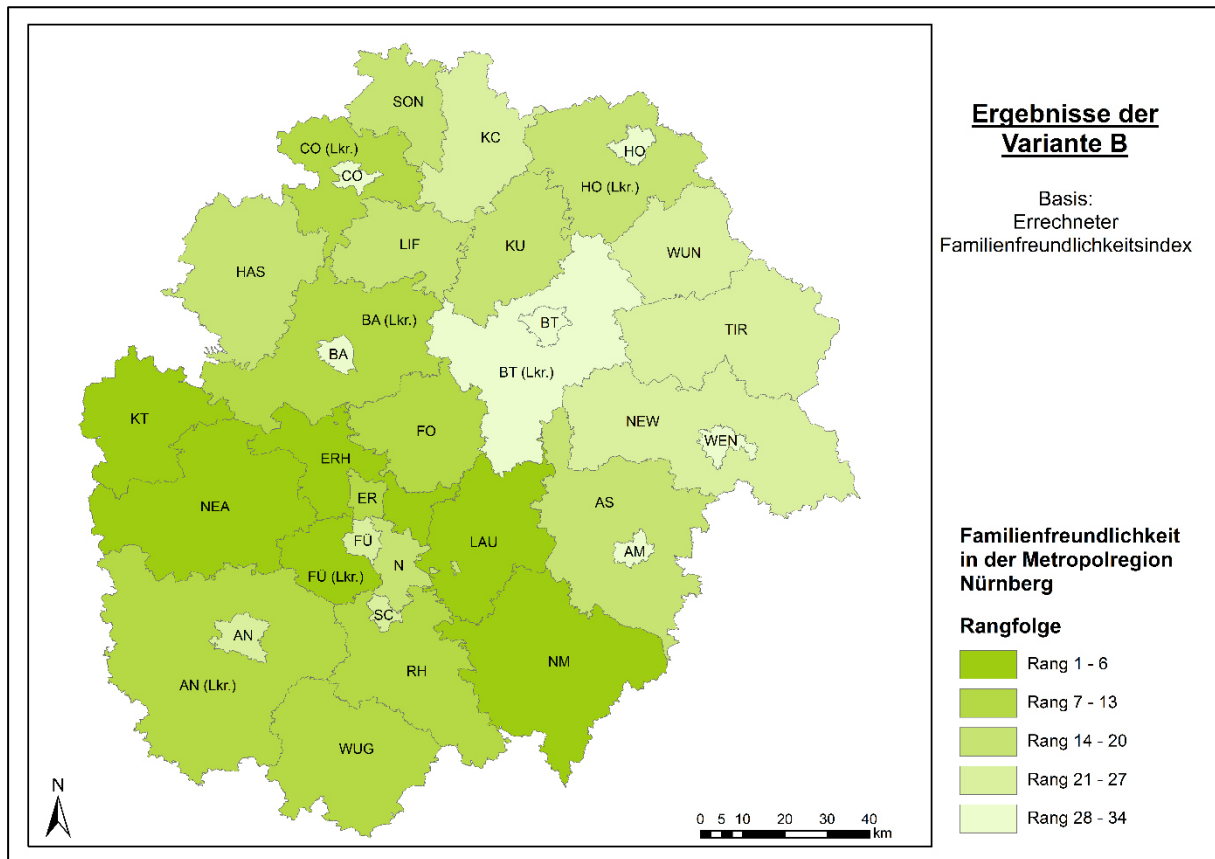 Ergebnisse der
Variante B
Basis:
Errechneter
Familienfreundlichkeitsindex
SON
KC
CO (Lkr.)
CO
HO
HO (Lkr.)
LIF
KU
WUN
HAS
BA (Lkr.)
BT
TIR
BA
BT (Lkr.)
KT
FO
NEW
WEN
ERH
NEA
ER
AS
FÜ
LAU
AM
N
FÜ (Lkr.)
SC
AN
NM
RH
AN (Lkr.)
WUG
Familienfreundlichkeit
in der Metropolregion
Nürnberg
Rangfolge
Rang 1 - 6
Rang 7 - 13
Rang 14 - 20
Rang 21 - 27
Rang 28 - 34
N
0 5 10 20 30 40
km